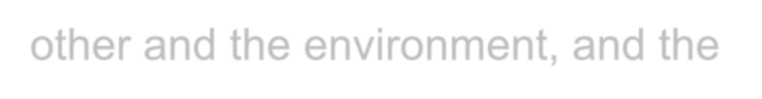 other and the environment, and the